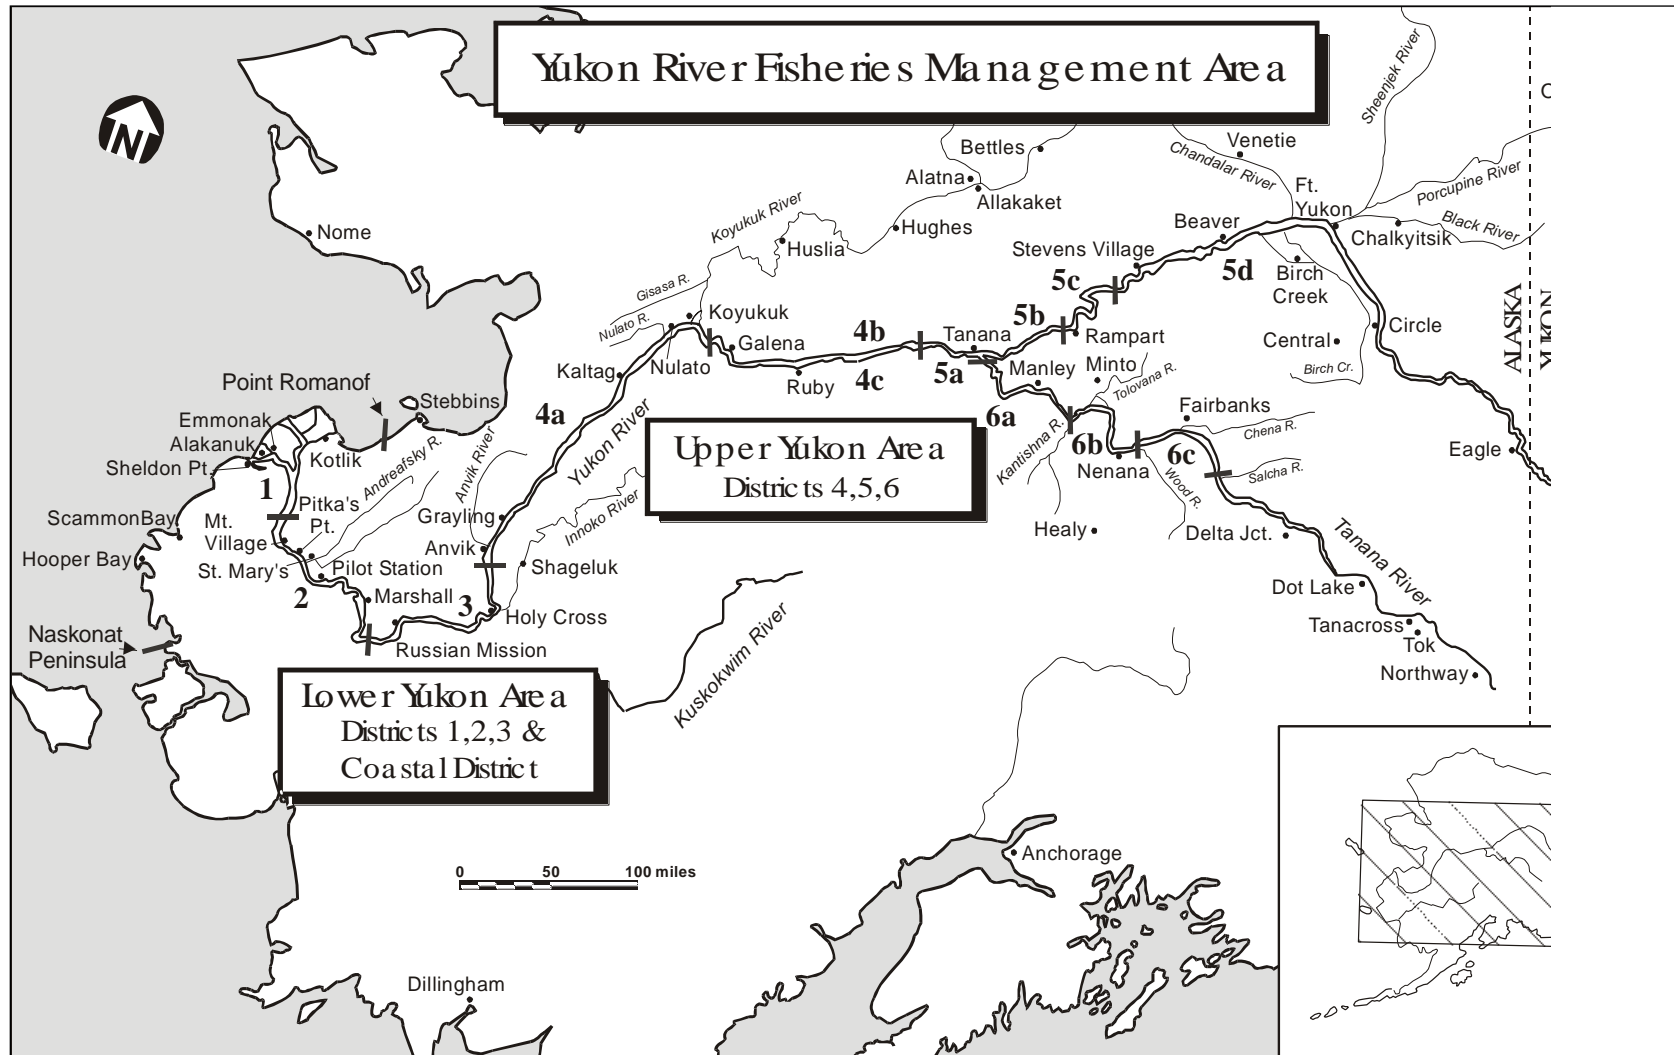 Yukon River Fisheries Management Area
N
Sheenjek River
C
Venetie
Chandalar River
Bettles
Alatna
Allakaket
Ft.
Yukon
Porcupine River
Black River
Chalkyitsik
Koyukuk River
Hughes
Huslia
Beaver
Stevens Village
Nome
5d
Birch
Creek
5c
Gisasa R.
Nulato R.
Koyukuk
Galena
4b
Tanana
5b
Rampart
Circle
Central
Birch Cr.
ALASKA
YUKON
Kaltag
Nulato
Ruby
4c
5a
Manley
Minto
Tolovana R.
Point Romanof
Stebbins
Emmonak
Alakanuk
Sheldon Pt.
Kotlik
4a
Yukon River
6a
Fairbanks
Chena R.
Kantishna R.
6b
Nenana
6c
Salcha R.
Wood R.
Eagle
Andreafsky R.
Anvik River
Upper Yukon Area
Districts 4,5,6
1
Pitka's
Pt.
ScammonBay
Mt.
Village
Grayling
Innoko River
Hooper Bay
Anvik
St. Mary's
Pilot Station
Shageluk
Healy
Delta Jct.
Tanana River
2
Marshall
3
Holy Cross
Dot Lake
Naskonat
Peninsula
Russian Mission
Kuskokwim River
Tanacross
Tok
Northway
Lower Yukon Area
Districts 1,2,3 &
Coastal District
0 50 100 miles
Anchorage
Dillingham